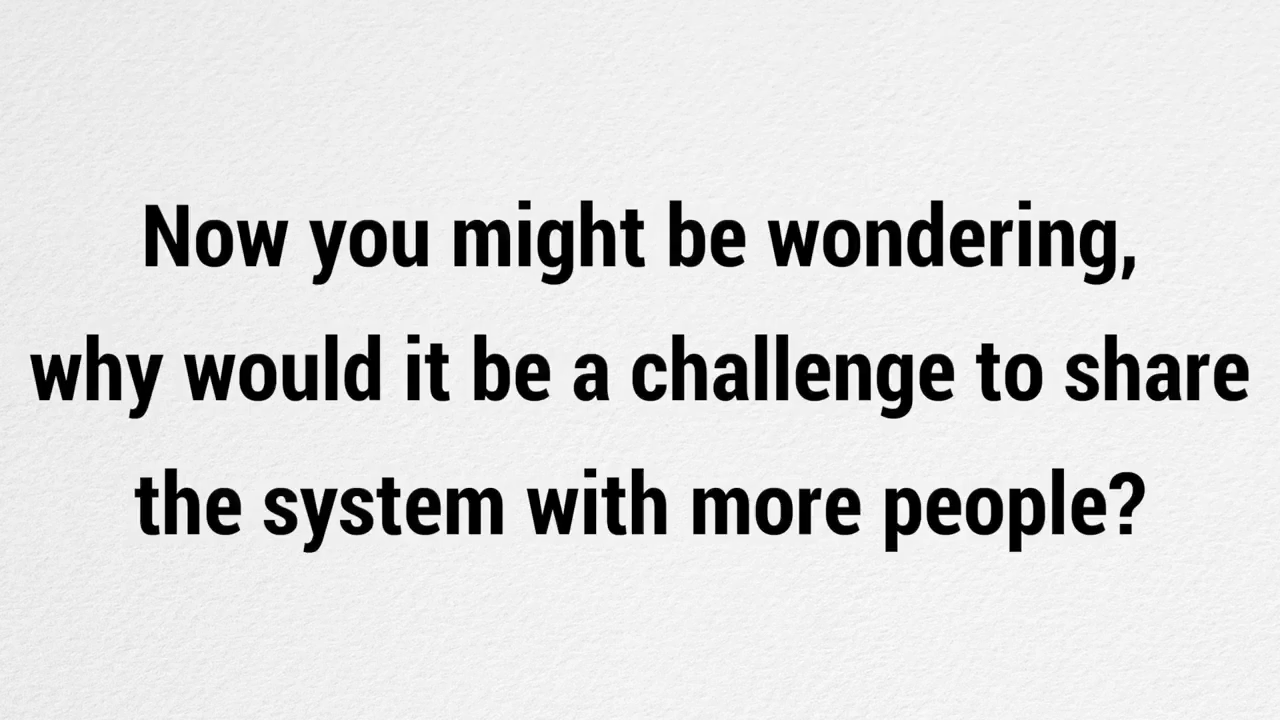 Now you might be wondering,
why would it be a challenge to share
the system with more people?